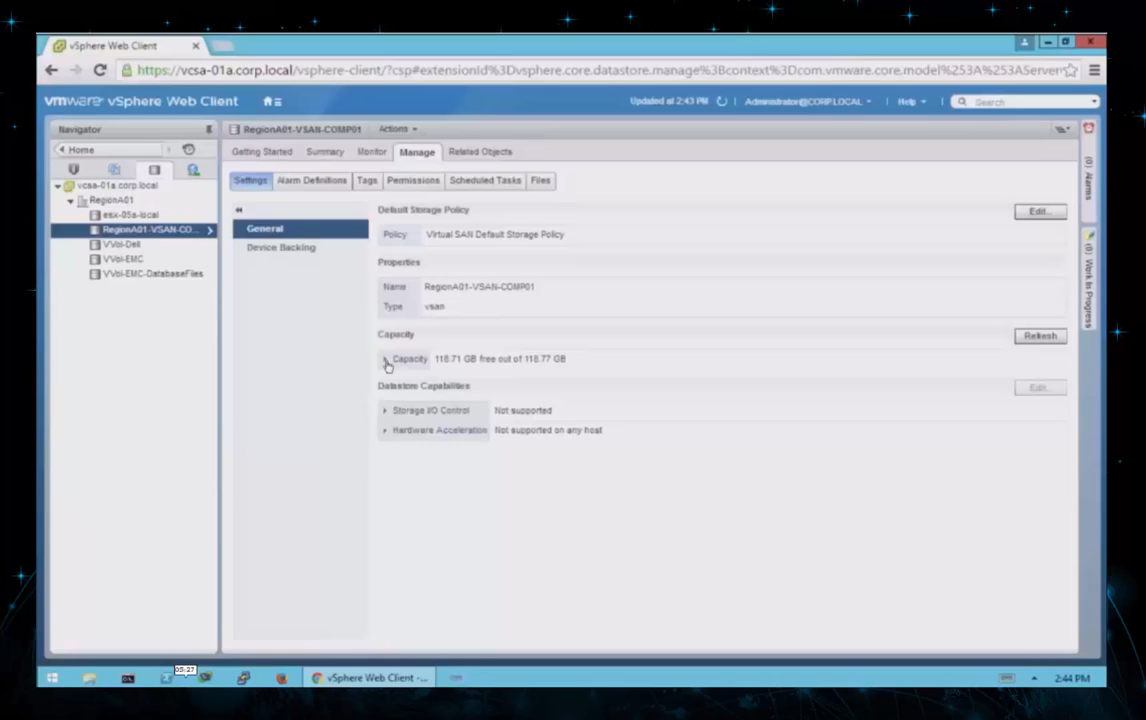 vSphere Web Client
https://vcsa-01a.corp.local/vsphere-client/?csp#extensionId%3Dvsphere.core.datastore.manage%3Bcontext%3Dcom.vmware.core.model%253A%253AServer
vmware® vSphere Web Client
Updated at 2:43 PM | Administrator@CORP.LOCAL | Help | Search
Navigator
Home
vcsa-01a.corp.local
RegionA01
esx-05a-local
RegionA01-VSAN-CO...
VVol-Dell
VVol-EMC
VVol-EMC-DatabaseFiles
RegionA01-VSAN-COMP01 Actions
Getting Started Summary Monitor Manage Related Objects
Settings Alarm Definitions Tags Permissions Scheduled Tasks Files
General
Device Backing
Default Storage Policy Edit...
Policy Virtual SAN Default Storage Policy
Properties
Name RegionA01-VSAN-COMP01
Type vsan
Capacity Refresh
Capacity 118.71 GB free out of 118.77 GB
Datastore Capabilities Edit...
Storage I/O Control Not supported
Hardware Acceleration Not supported on any host
(0) Alarms
(0) Work In Progress
05:27
vSphere Web Client -...
2:44 PM